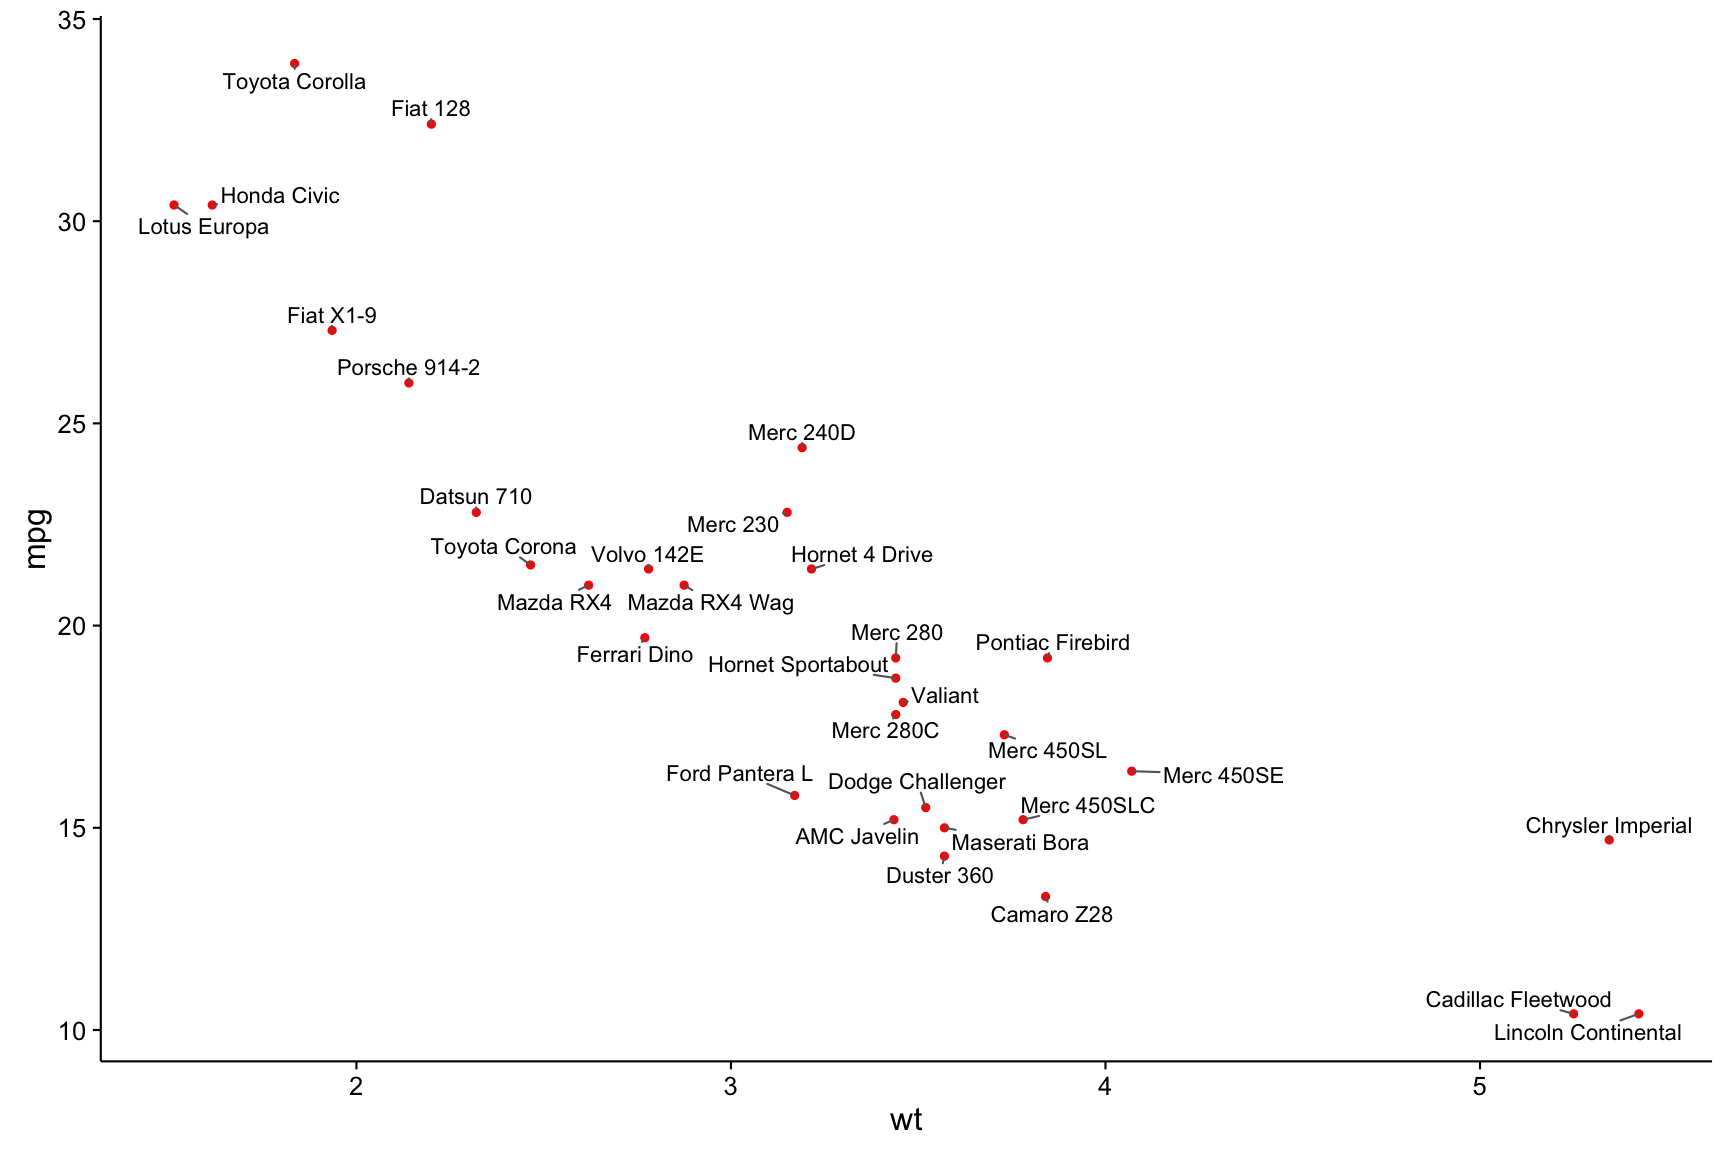 35
Toyota Corolla
Fiat 128
Honda Civic
30
Lotus Europa
Fiat X1-9
Porsche 914-2
25
Merc 240D
Datsun 710
Merc 230
mpg
Toyota Corona
Volvo 142E
Hornet 4 Drive
Mazda RX4
Mazda RX4 Wag
20
Merc 280
Pontiac Firebird
Ferrari Dino
Hornet Sportabout
Valiant
Merc 280C
Merc 450SL
Ford Pantera L
Merc 450SE
Dodge Challenger
Merc 450SLC
15
Chrysler Imperial
AMC Javelin
Maserati Bora
Duster 360
Camaro Z28
Cadillac Fleetwood
10
Lincoln Continental
2
3
4
5
wt